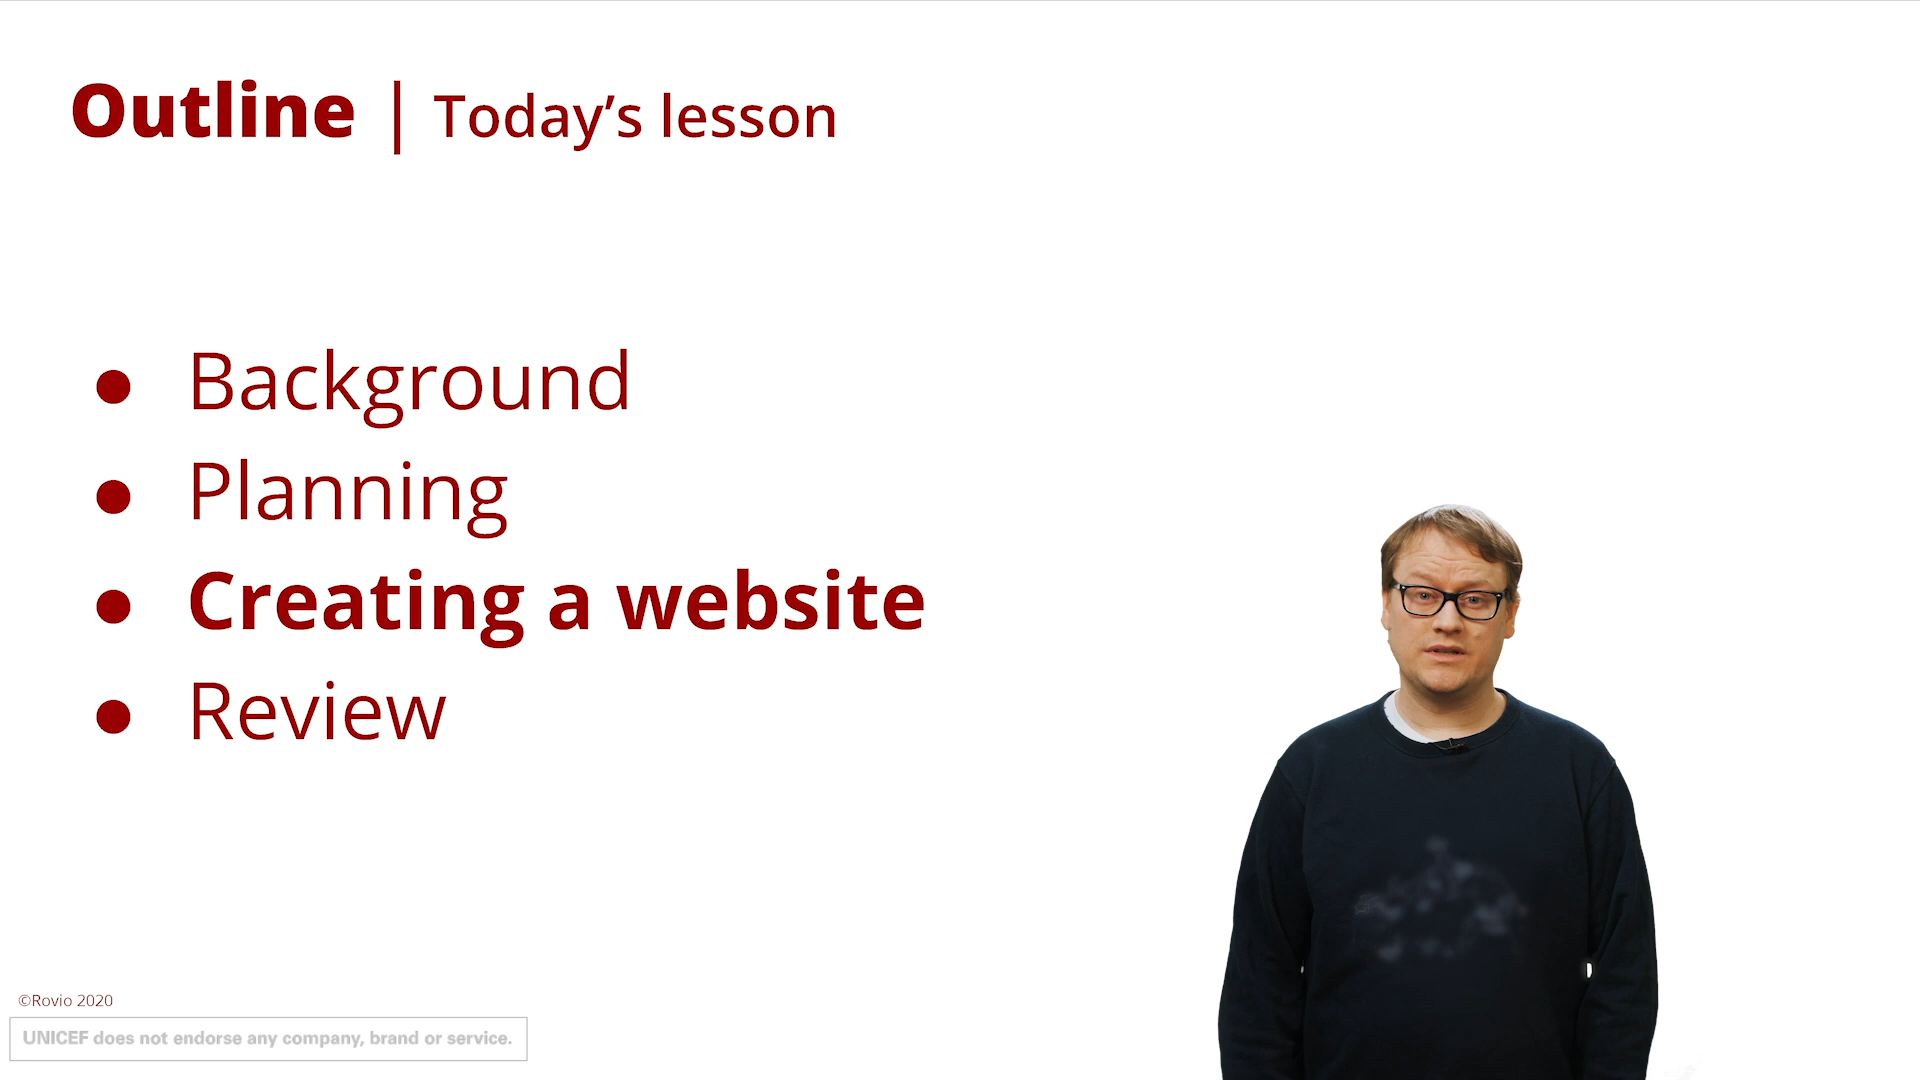 Outline | Today’s lesson
● Background
● Planning
● Creating a website
● Review
©Rovio 2020
UNICEF does not endorse any company, brand or service.